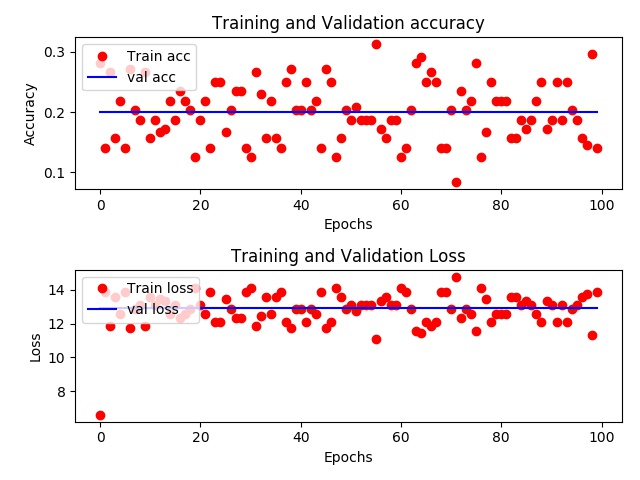 Training and Validation accuracy
Train acc
val acc
0.3
0.2
0.1
Accuracy
0 20 40 60 80 100
Epochs
Training and Validation Loss
Train loss
val loss
14
12
10
8
Loss
0 20 40 60 80 100
Epochs